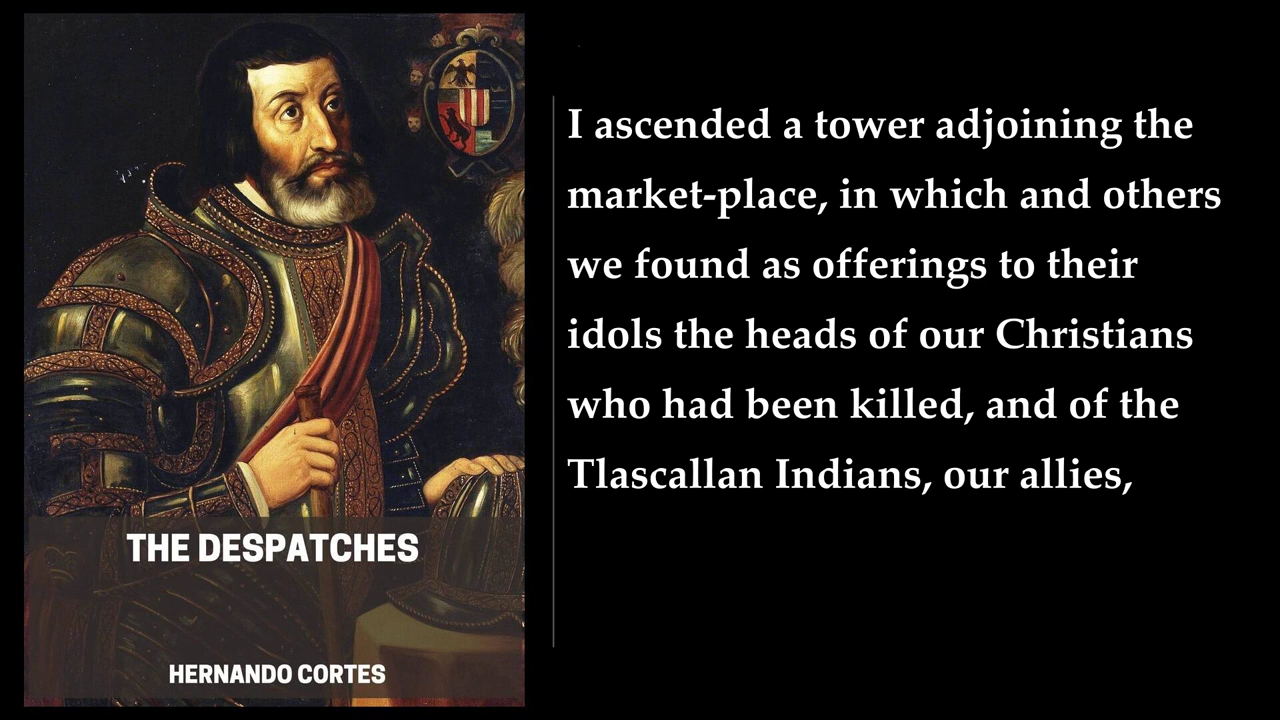 THE DESPATCHES
HERNANDO CORTES
I ascended a tower adjoining the
market-place, in which and others
we found as offerings to their
idols the heads of our Christians
who had been killed, and of the
Tlascallan Indians, our allies,